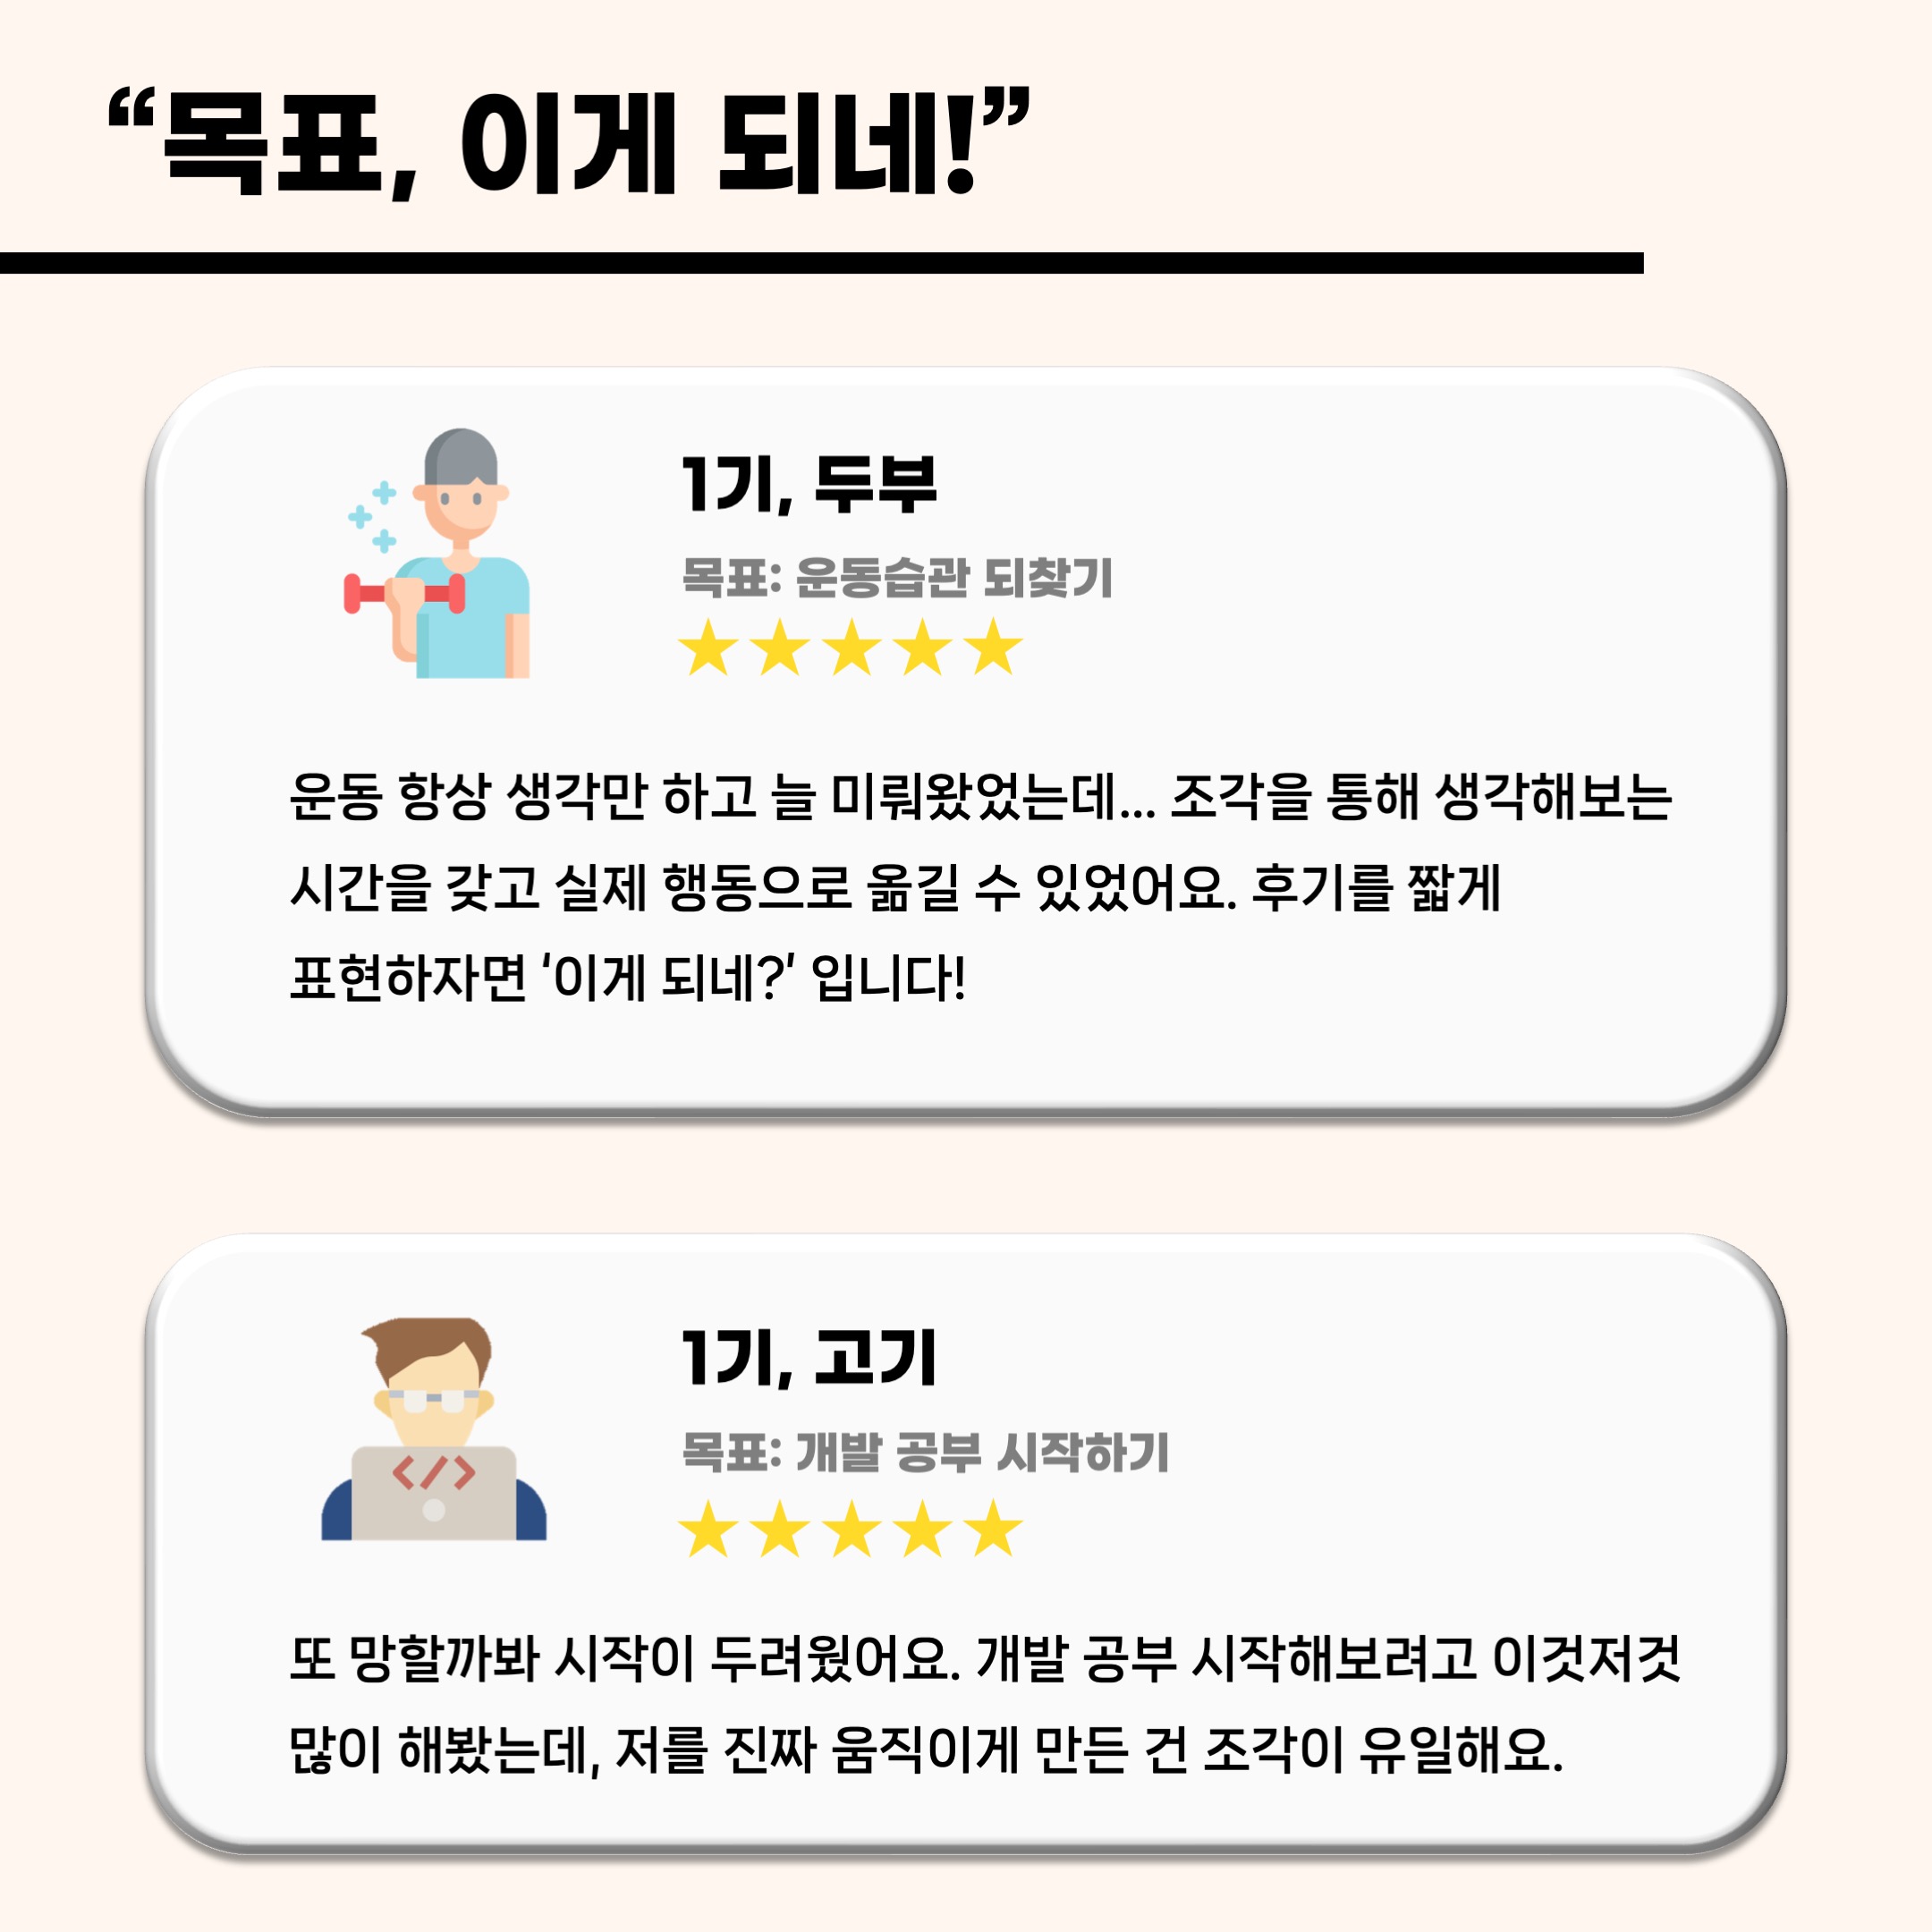 “목표, 이게 되네!”
1기, 두부
목표: 운동습관 되찾기
운동 항상 생각만 하고 늘 미뤄왔었는데... 조각을 통해 생각해보는
시간을 갖고 실제 행동으로 옮길 수 있었어요. 후기를 짧게
표현하자면 ‘이게 되네?’ 입니다!
1기, 고기
목표: 개발 공부 시작하기
</>
또 망할까봐 시작이 두려웠어요. 개발 공부 시작해보려고 이것저것
많이 해봤는데, 저를 진짜 움직이게 만든 건 조각이 유일해요.